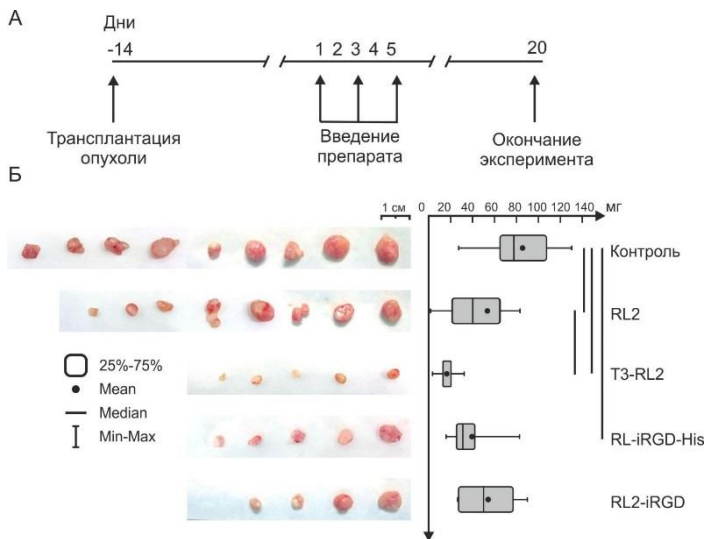 А
Дни
-14 1 2 3 4 5 20
Трансплантация
опухоли
Введение
препарата
Окончание
эксперимента
Б
1 см
0 20 40 60 80 100 120 140 мг
Контроль
RL2
T3-RL2
RL-iRGD-His
RL2-iRGD
25%-75%
Mean
Median
Min-Max